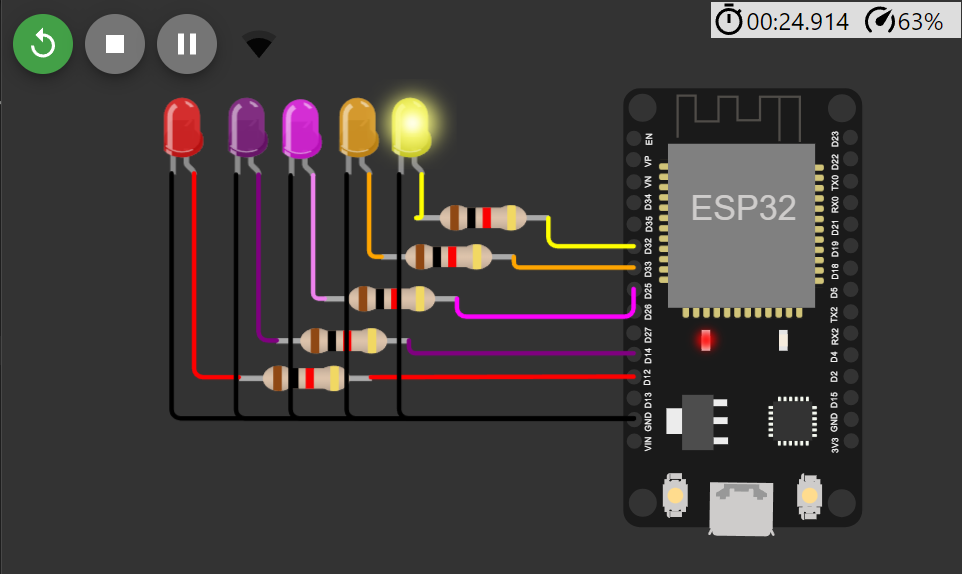 00:24.914 63%
ESP32
EN
VP
VN
D34
D35
D32
D33
D25
D26
D27
D14
D12
D13
GND
VIN
D23
D22
TX0
RX0
D21
D19
D18
D5
TX2
RX2
D4
D2
D15
GND
3V3